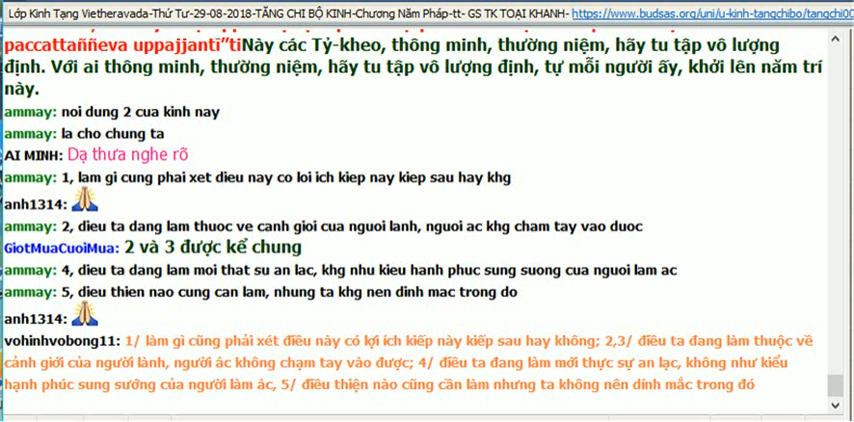 Lớp Kinh Tạng Vietheravada-Thứ Tư-29-08-2018-TĂNG CHI BỘ KINH-Chương Năm Pháp-tt- GS TK TOẠI KHANH- https://www.budsas.org/uni/u-kinh-tangchibo/tangchi00
paccattaññeva uppajjantī”tiNày các Tỷ-kheo, thông minh, thường niệm, hãy tu tập vô lượng
định. Với ai thông minh, thường niệm, hãy tu tập vô lượng định, tự mỗi người ấy, khởi lên năm trí
này.
ammay: noi dung 2 cua kinh nay
ammay: la cho chung ta
AI MINH: Dạ thưa nghe rõ
ammay: 1, lam gi cung phai xet dieu nay co loi ich kiep nay kiep sau hay khg
anh1314:
ammay: 2, dieu ta dang lam thuoc ve canh gioi cua nguoi lanh, nguoi ac khg cham tay vao duoc
GiotMuaCuoiMua: 2 và 3 được kể chung
ammay: 4, dieu ta dang lam moi that su an lac, khg nhu kieu hanh phuc sung suong cua nguoi lam ac
ammay: 5, dieu thien nao cung can lam, nhung ta khg nen dinh mac trong do
anh1314:
vohinhvobong11: 1/ làm gì cũng phải xét điều này có lợi ích kiếp này kiếp sau hay không; 2,3/ điều ta đang làm thuộc về
cảnh giới của người lành, người ác không chạm tay vào được; 4/ điều ta đang làm mới thực sự an lạc, không như kiểu
hạnh phúc sung sướng của người làm ác, 5/ điều thiện nào cũng cần làm nhưng ta không nên dính mắc trong đó